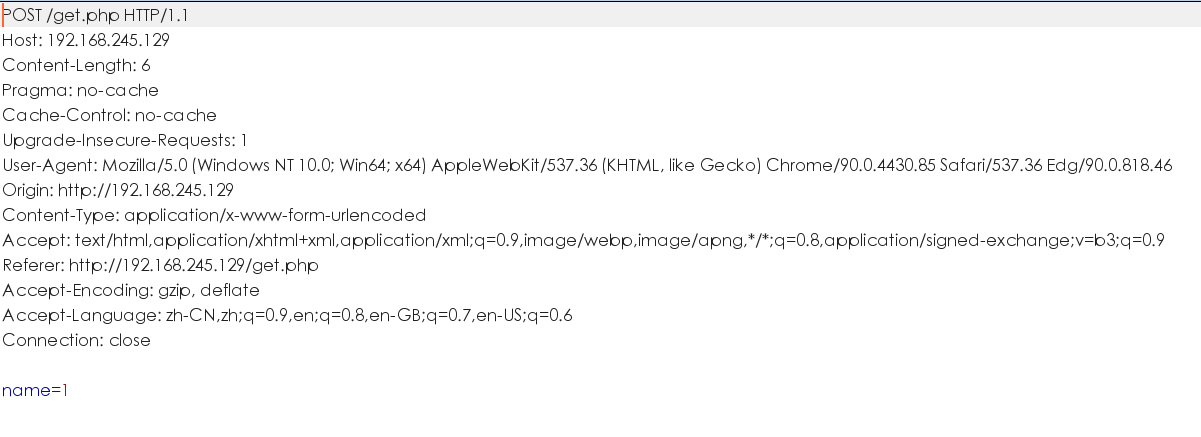 POST /get.php HTTP/1.1
Host: 192.168.245.129
Content-Length: 6
Pragma: no-cache
Cache-Control: no-cache
Upgrade-Insecure-Requests: 1
User-Agent: Mozilla/5.0 (Windows NT 10.0; Win64; x64) AppleWebKit/537.36 (KHTML, like Gecko) Chrome/90.0.4430.85 Safari/537.36 Edg/90.0.818.46
Origin: http://192.168.245.129
Content-Type: application/x-www-form-urlencoded
Accept: text/html,application/xhtml+xml,application/xml;q=0.9,image/webp,image/apng,*/*;q=0.8,application/signed-exchange;v=b3;q=0.9
Referer: http://192.168.245.129/get.php
Accept-Encoding: gzip, deflate
Accept-Language: zh-CN,zh;q=0.9,en;q=0.8,en-GB;q=0.7,en-US;q=0.6
Connection: close
name=1